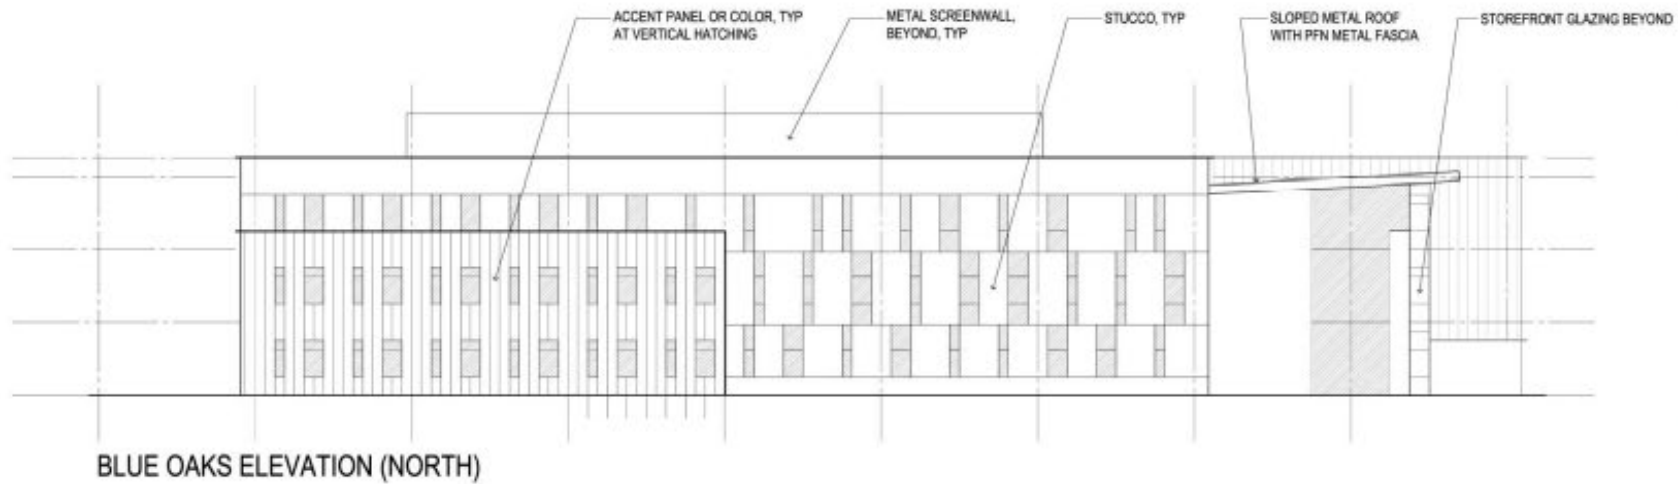 ACCENT PANEL OR COLOR, TYP
AT VERTICAL HATCHING
METAL SCREENWALL,
BEYOND, TYP
STUCCO, TYP
SLOPED METAL ROOF
WITH PFN METAL FASCIA
STOREFRONT GLAZING BEYOND
BLUE OAKS ELEVATION (NORTH)